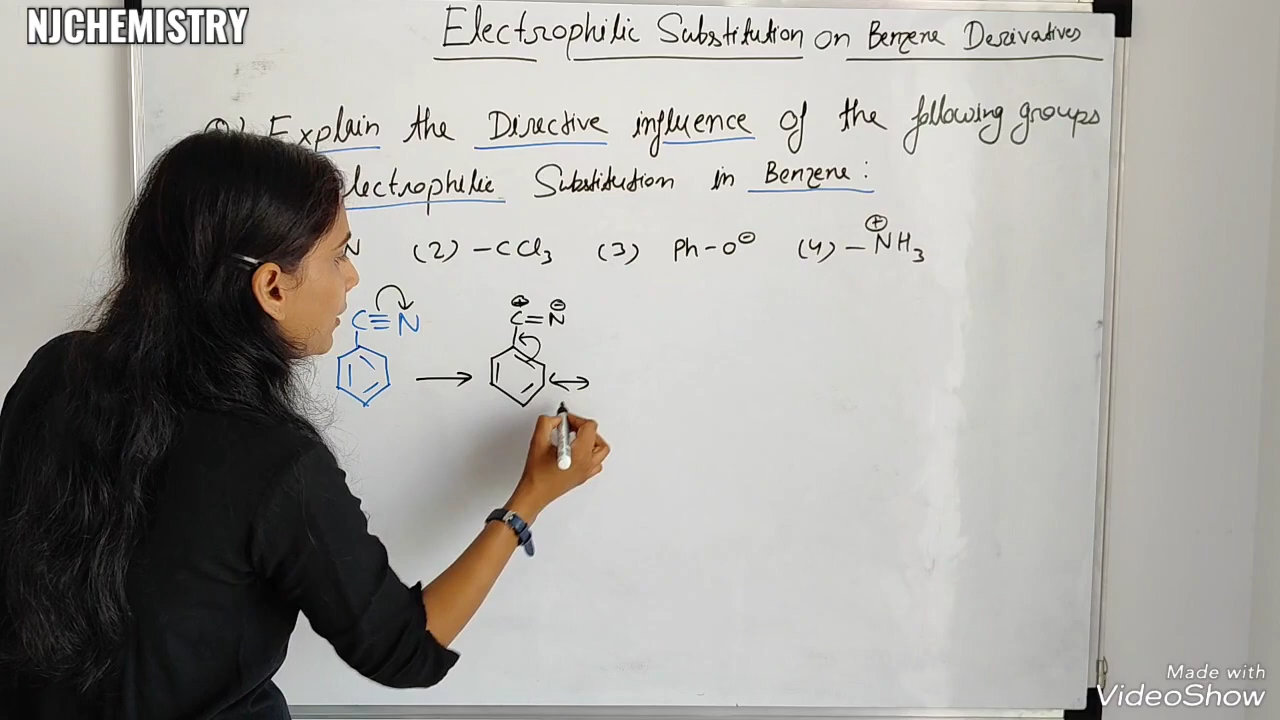 NJCHEMISTRY
Electrophilic Substitution on Benzene Derivatives
Explain the Directive influence of the following groups
Substitution in Benzene :
N (2) -CCl₃ (3) Ph-O⊖ (4) -N⊕H₃
C≡N
C⊕=N⊖
Made with
VideoShow